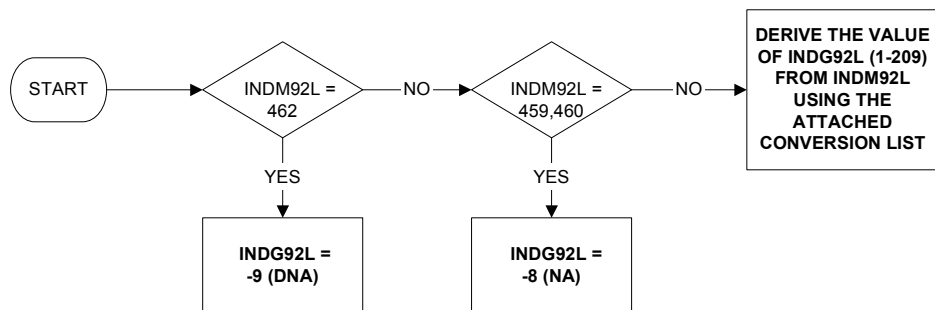 START
INDM92L =
462
NO
INDM92L =
459,460
NO
DERIVE THE VALUE
OF INDG92L (1-209)
FROM INDM92L
USING THE
ATTACHED
CONVERSION LIST
YES
YES
INDG92L =
-9 (DNA)
INDG92L =
-8 (NA)